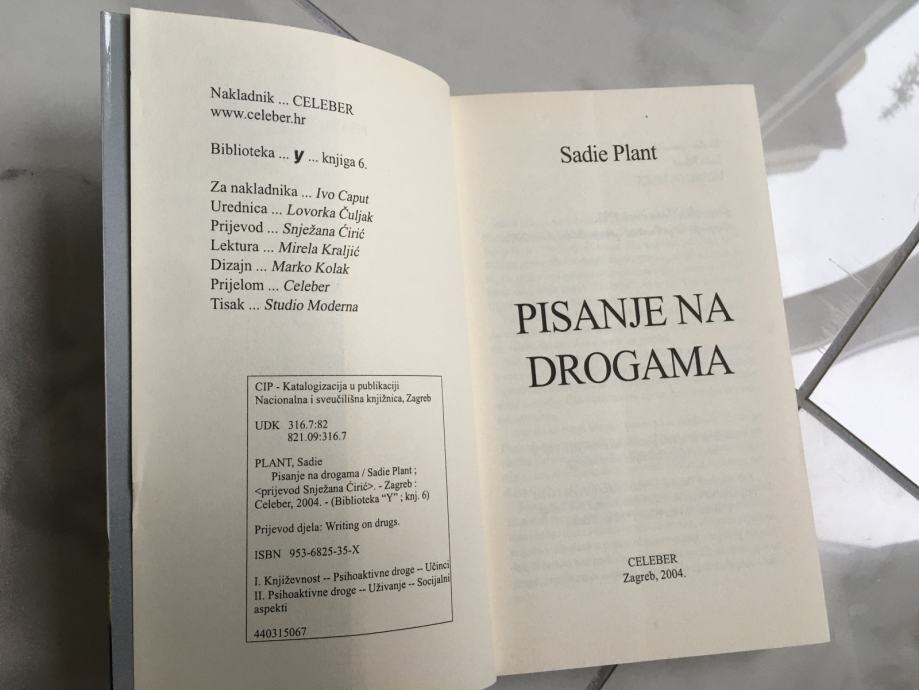 Nakladnik ... CELEBER
www.celeber.hr
Biblioteka ... y ... knjiga 6.
Za nakladnika ... Ivo Caput
Urednica ... Lovorka Čuljak
Prijevod ... Snježana Ćirić
Lektura ... Mirela Kraljić
Dizajn ... Marko Kolak
Prijelom ... Celeber
Tisak ... Studio Moderna
CIP - Katalogizacija u publikaciji
Nacionalna i sveučilišna knjižnica, Zagreb
UDK 316.7:82
821.09:316.7
PLANT, Sadie
Pisanje na drogama / Sadie Plant ;
<prijevod Snježana Ćirić>. - Zagreb :
Celeber, 2004. - (Biblioteka "Y" ; knj. 6)
Prijevod djela: Writing on drugs.
ISBN 953-6825-35-X
I. Književnost -- Psihoaktivne droge -- Učinci
II. Psihoaktivne droge -- Uživanje -- Socijalni
aspekti
440315067
Sadie Plant
PISANJE NA
DROGAMA
CELEBER
Zagreb, 2004.